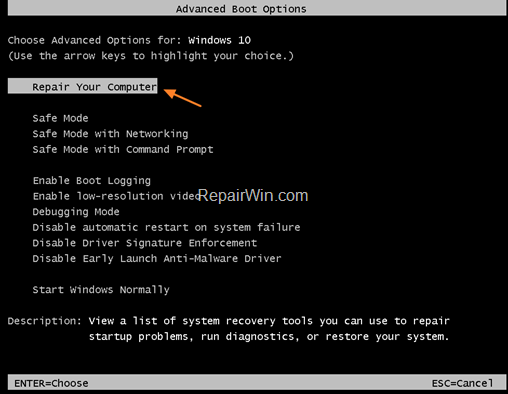 Advanced Boot Options
Choose Advanced Options for: Windows 10
(Use the arrow keys to highlight your choice.)
Repair Your Computer
Safe Mode
Safe Mode with Networking
Safe Mode with Command Prompt
Enable Boot Logging
Enable low-resolution video
RepairWin.com
Debugging Mode
Disable automatic restart on system failure
Disable Driver Signature Enforcement
Disable Early Launch Anti-Malware Driver
Start Windows Normally
Description: View a list of system recovery tools you can use to repair
startup problems, run diagnostics, or restore your system.
ENTER=Choose ESC=Cancel